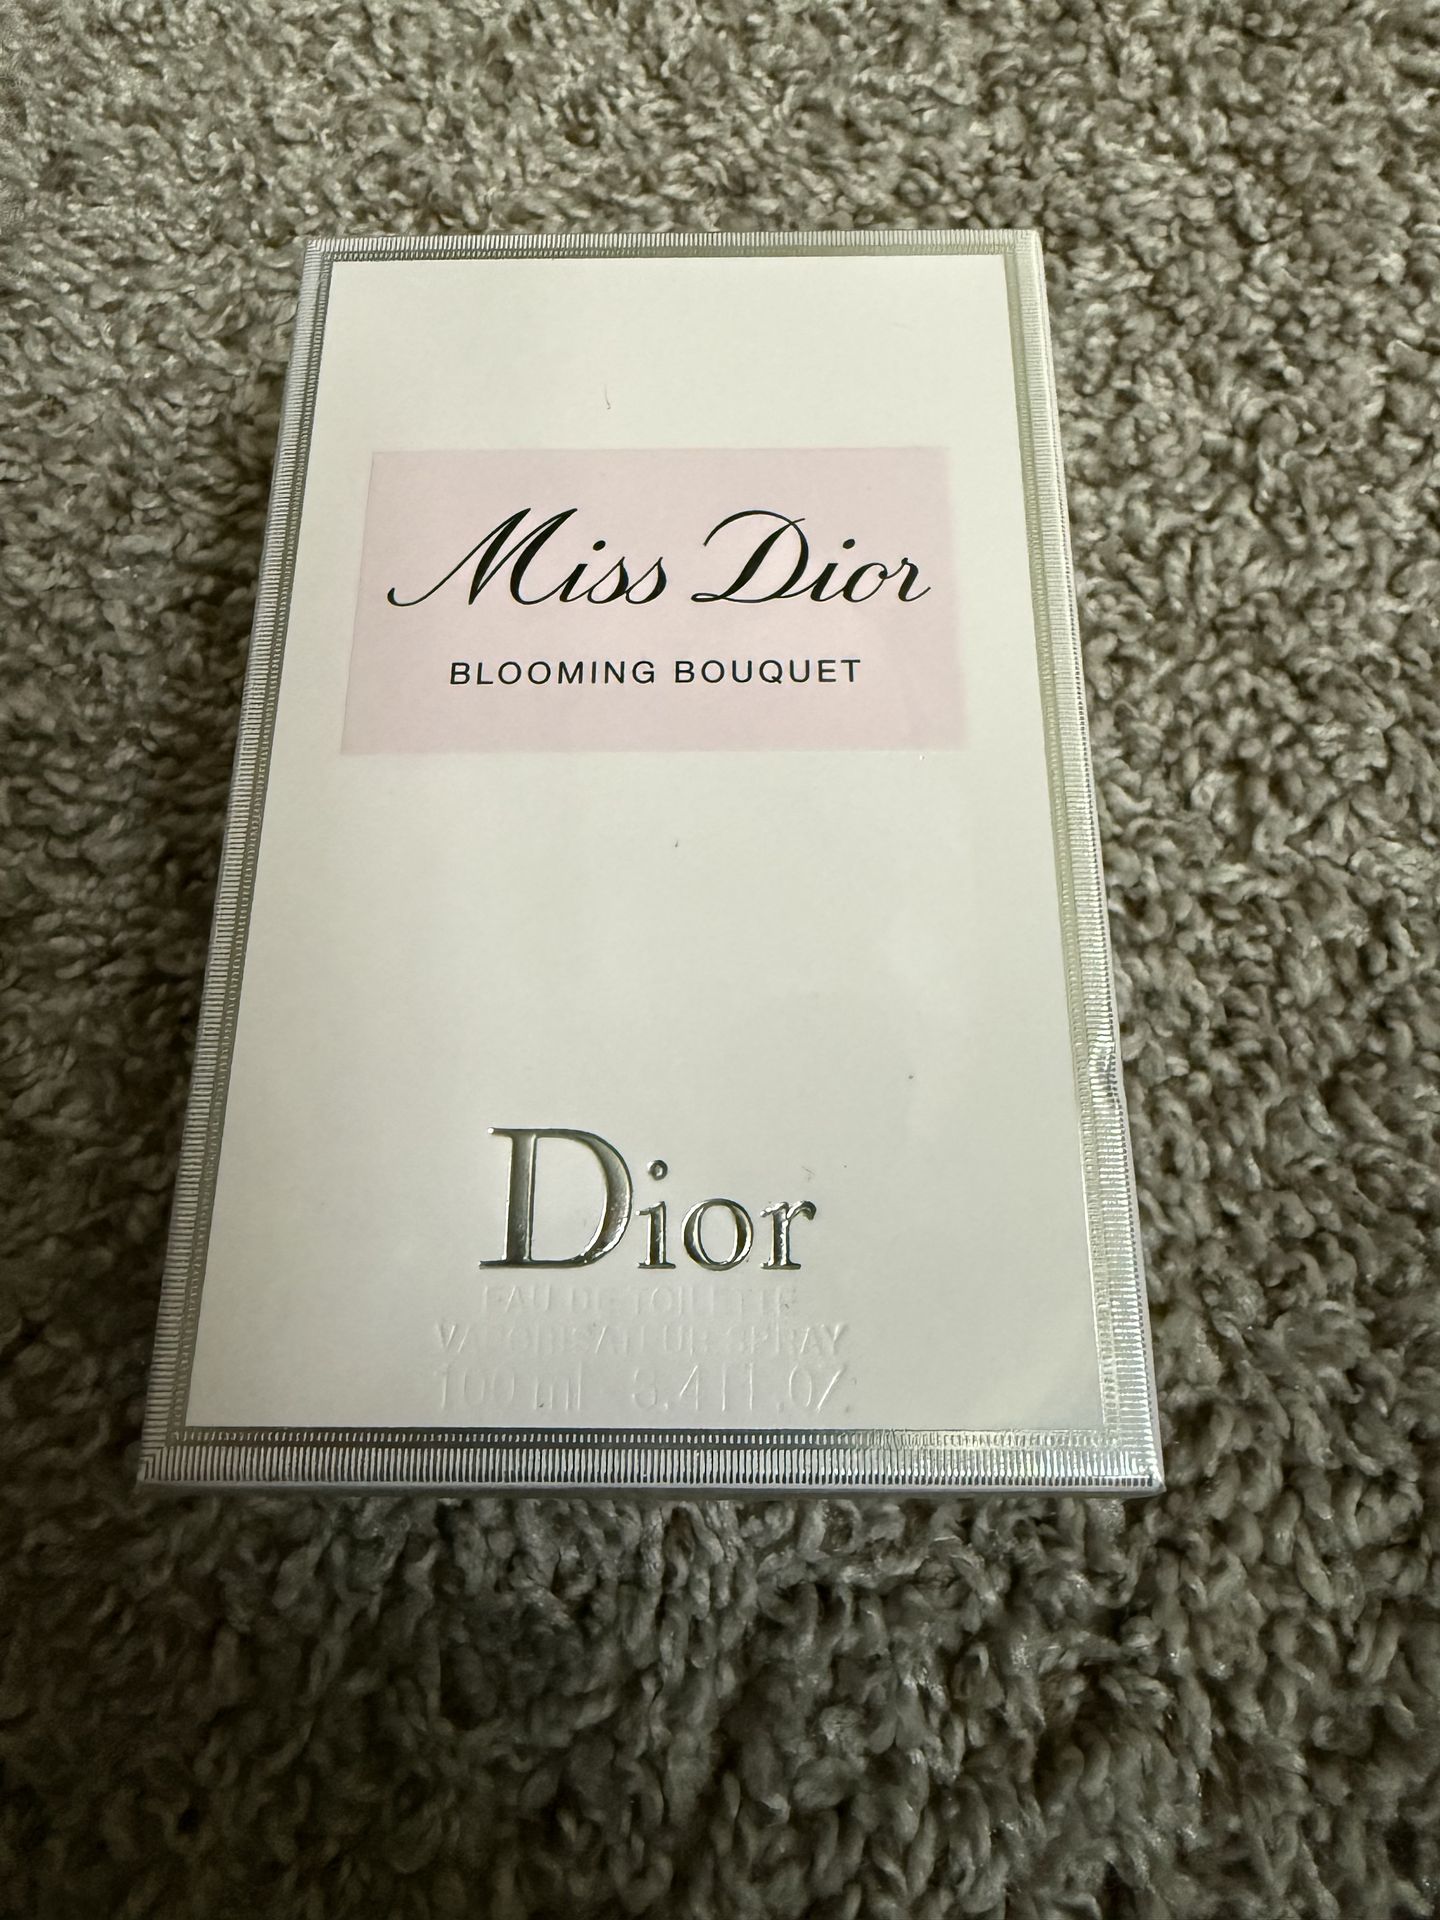 Miss Dior
BLOOMING BOUQUET
Dior
EAU DE TOILETTE
VAPORISATEUR SPRAY
100 ml 3.4 fl.oz